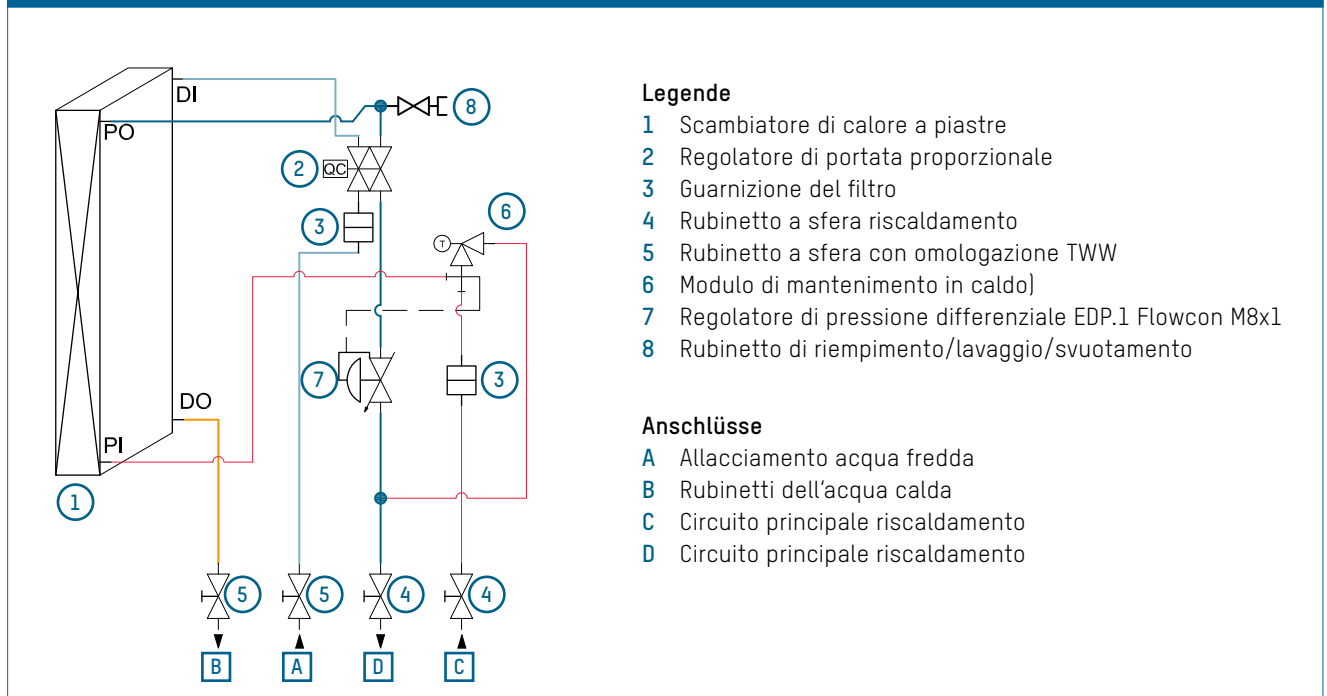 DI
PO
8
2
QC
3
6
T
7
3
DO
PI
1
5
5
4
4
B
A
D
C
Legende
1 Scambiatore di calore a piastre
2 Regolatore di portata proporzionale
3 Guarnizione del filtro
4 Rubinetto a sfera riscaldamento
5 Rubinetto a sfera con omologazione TWW
6 Modulo di mantenimento in caldo)
7 Regolatore di pressione differenziale EDP.1 Flowcon M8x1
8 Rubinetto di riempimento/lavaggio/svuotamento
Anschlüsse
A Allacciamento acqua fredda
B Rubinetti dell'acqua calda
C Circuito principale riscaldamento
D Circuito principale riscaldamento